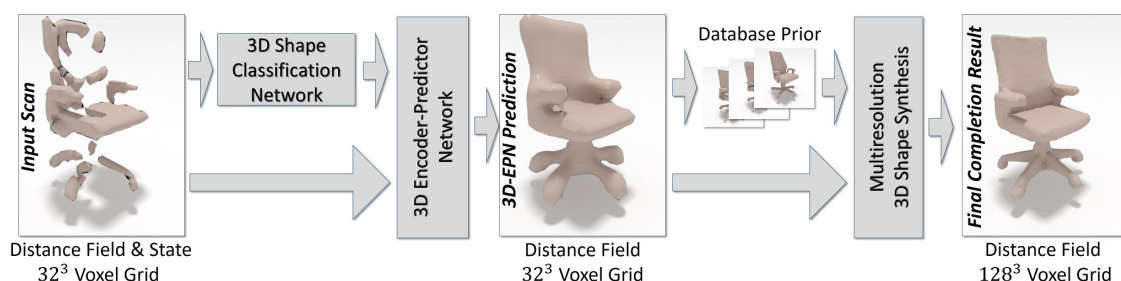 Input Scan
Distance Field & State
32³ Voxel Grid
3D Shape
Classification
Network
3D Encoder-Predictor
Network
3D-EPN Prediction
Distance Field
32³ Voxel Grid
Database Prior
Multiresolution
3D Shape Synthesis
Final Completion Result
Distance Field
128³ Voxel Grid